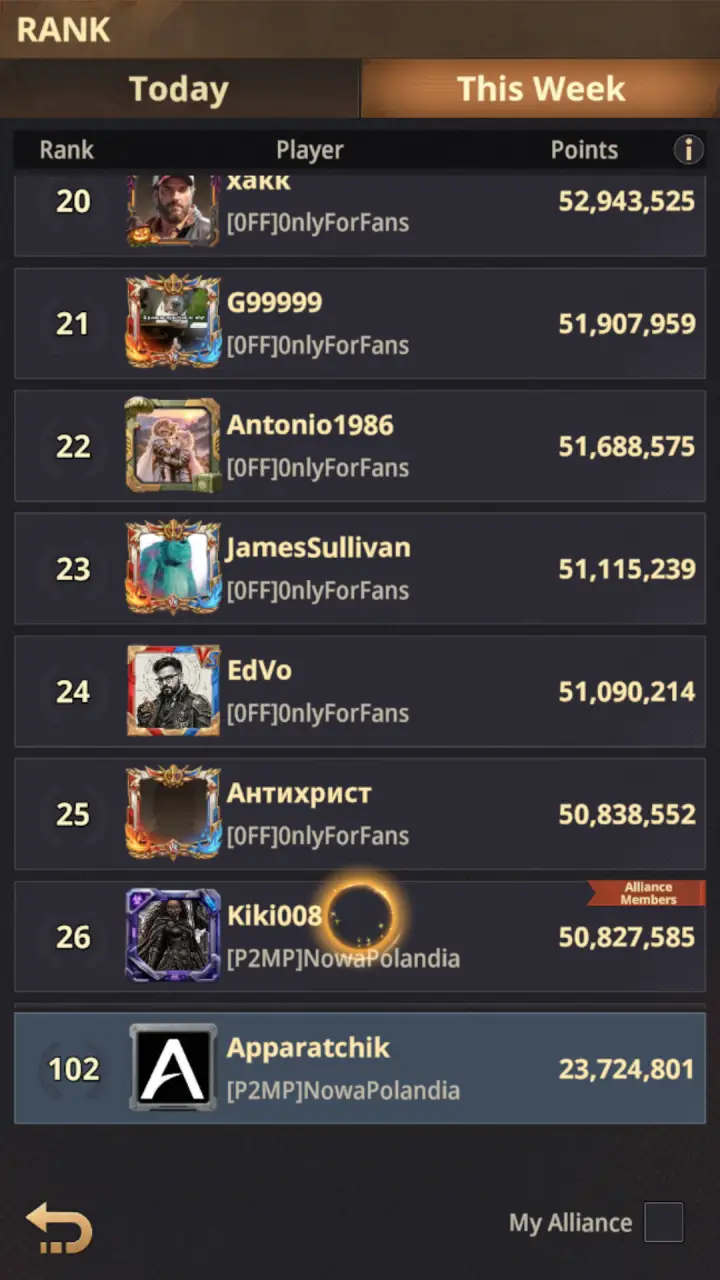 RANK
Today
This Week
Rank
Player
Points
20
хакк
[0FF]0nlyForFans
52,943,525
21
G99999
[0FF]0nlyForFans
51,907,959
22
Antonio1986
[0FF]0nlyForFans
51,688,575
23
JamesSullivan
[0FF]0nlyForFans
51,115,239
24
EdVo
[0FF]0nlyForFans
51,090,214
25
Антихрист
[0FF]0nlyForFans
50,838,552
Alliance
Members
26
Kiki008
[P2MP]NowaPolandia
50,827,585
102
Apparatchik
[P2MP]NowaPolandia
23,724,801
My Alliance